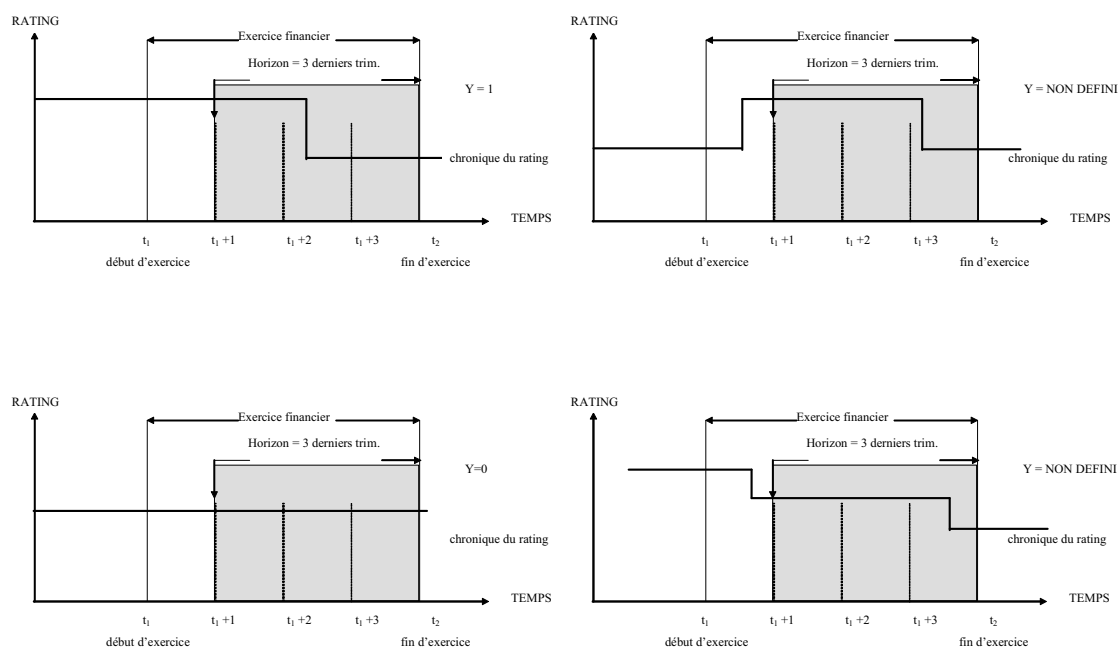 RATING
Exercice financier
Horizon = 3 derniers trim.
Y = 1
chronique du rating
TEMPS
t1 t1 +1 t1 +2 t1 +3 t2
début d’exercice fin d’exercice
RATING
Exercice financier
Horizon = 3 derniers trim.
Y = NON DEFINI
chronique du rating
TEMPS
t1 t1 +1 t1 +2 t1 +3 t2
début d’exercice fin d’exercice
RATING
Exercice financier
Horizon = 3 derniers trim.
Y=0
chronique du rating
TEMPS
t1 t1 +1 t1 +2 t1 +3 t2
début d’exercice fin d’exercice
RATING
Exercice financier
Horizon = 3 derniers trim.
Y = NON DEFINI
chronique du rating
TEMPS
t1 t1 +1 t1 +2 t1 +3 t2
début d’exercice fin d’exercice